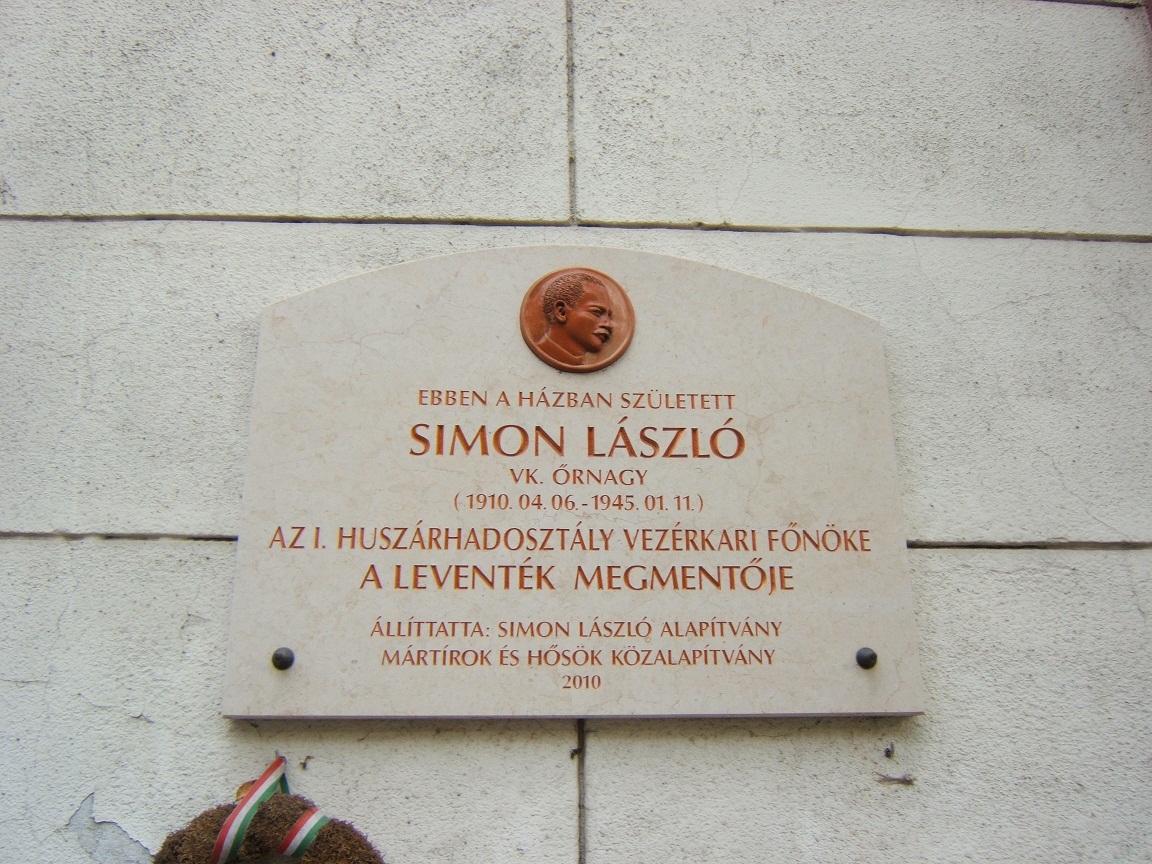 EBBEN A HÁZBAN SZÜLETETT
SIMON LÁSZLÓ
VK. ŐRNAGY
(1910. 04. 06.-1945. 01. 11.)
AZ I. HUSZÁRHADOSZTÁLY VEZÉRKARI FŐNÖKE
A LEVENTÉK MEGMENTŐJE
ÁLLÍTTATTA: SIMON LÁSZLÓ ALAPÍTVÁNY
MÁRTÍROK ÉS HŐSÖK KÖZALAPÍTVÁNY
2010